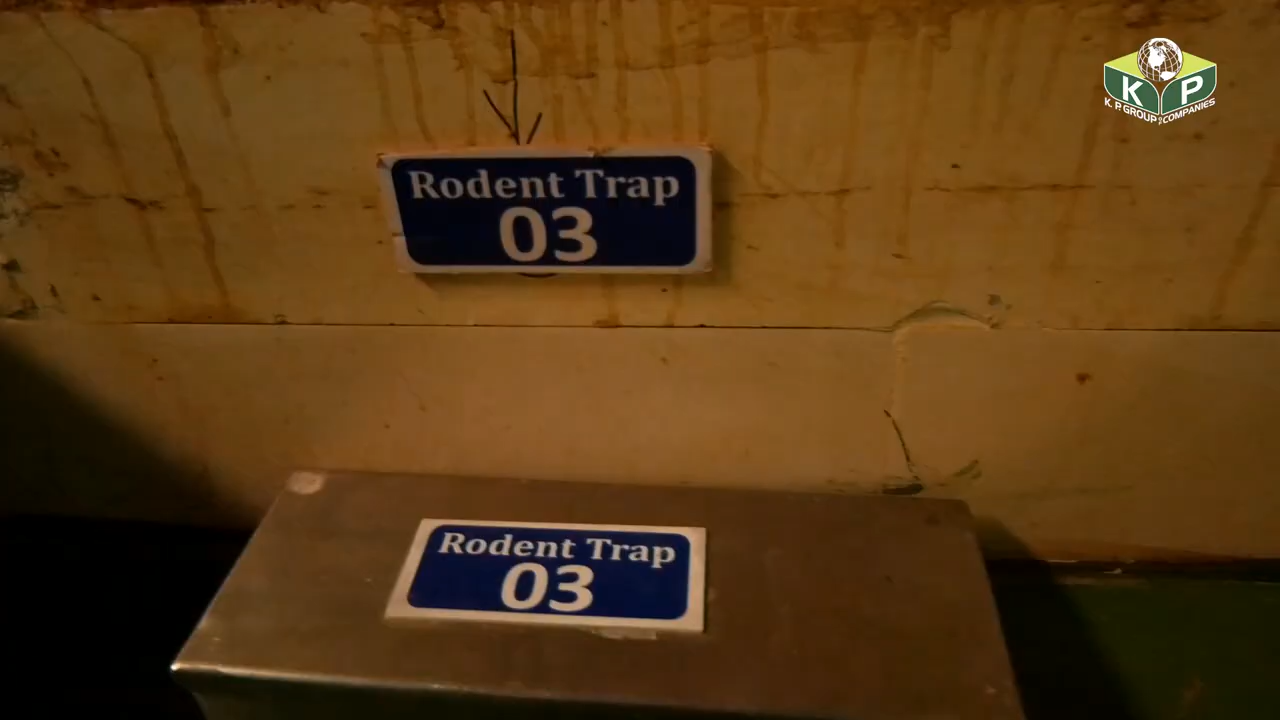 K P
K. P. GROUP OF COMPANIES
Rodent Trap
03
Rodent Trap
03